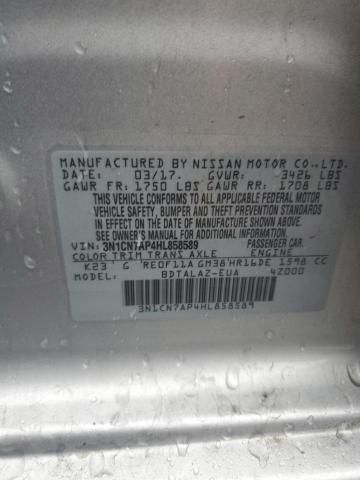 MANUFACTURED BY NISSAN MOTOR CO.,LTD.
DATE: 03/17. GVWR: 3426 LBS
GAWR FR: 1750 LBS GAWR RR: 1708 LBS
THIS VEHICLE CONFORMS TO ALL APPLICABLE FEDERAL MOTOR
VEHICLE SAFETY, BUMPER AND THEFT PREVENTION STANDARDS
IN EFFECT ON THE DATE OF MANUFACTURE SHOWN ABOVE.
SEE OWNER'S MANUAL FOR ADDITIONAL INFORMATION
VIN: 3N1CN7AP4HL858589 PASSENGER CAR.
COLOR TRIM TRANS AXLE ENGINE
K23 G RE0F11A GM38 HR16DE 1598 CC
MODEL: BDTALAZ-EUA 4Z000
3N1CN7AP4HL858589